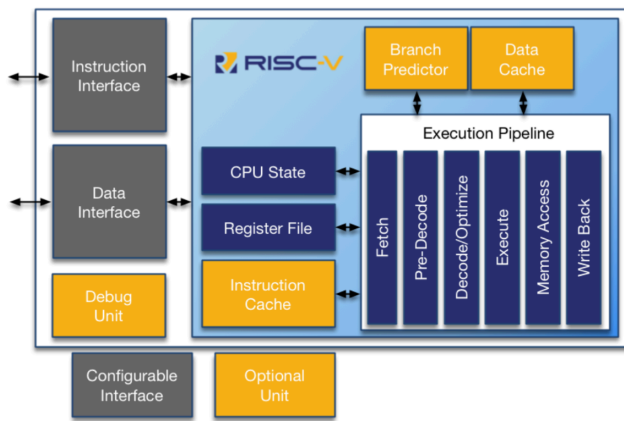 Instruction
Interface
RISC-V
Branch
Predictor
Data
Cache
Execution Pipeline
Data
Interface
CPU State
Register File
Instruction
Cache
Fetch
Pre-Decode
Decode/Optimize
Execute
Memory Access
Write Back
Debug
Unit
Configurable
Interface
Optional
Unit